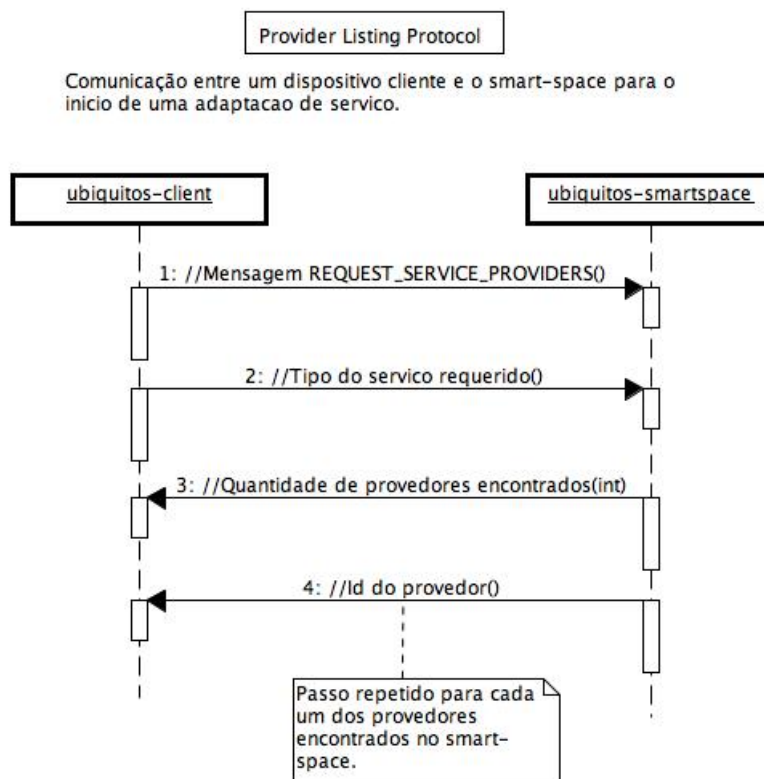 Provider Listing Protocol
Comunicação entre um dispositivo cliente e o smart-space para o
inicio de uma adaptacao de servico.
ubiquitos-client
ubiquitos-smartspace
1: //Mensagem REQUEST_SERVICE_PROVIDERS()
2: //Tipo do servico requerido()
3: //Quantidade de provedores encontrados(int)
4: //Id do provedor()
Passo repetido para cada
um dos provedores
encontrados no smart-
space.